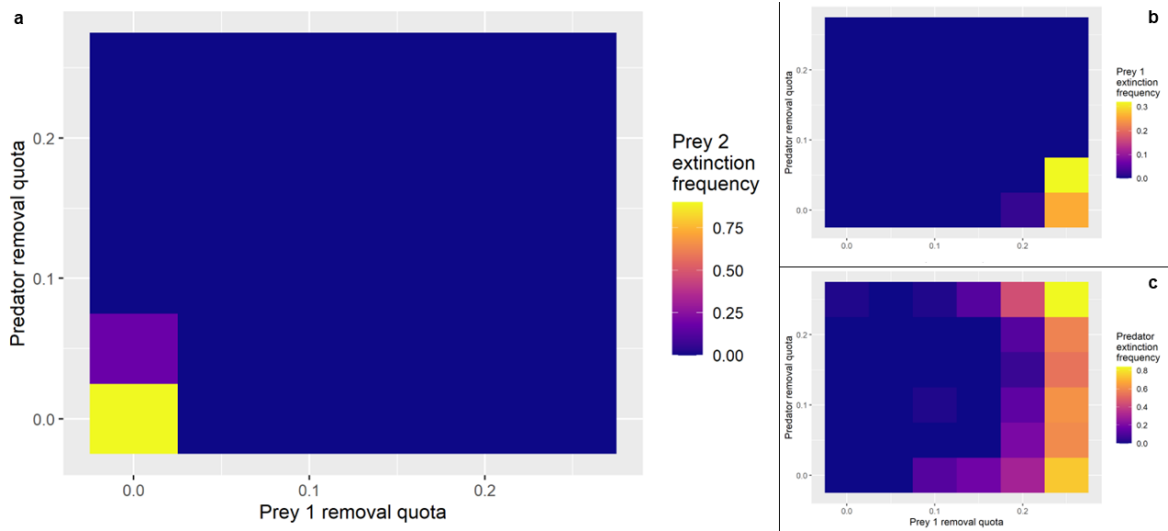 a
Predator removal quota
0.2
0.1
0.0
0.0
0.1
0.2
Prey 1 removal quota
Prey 2
extinction
frequency
0.75
0.50
0.25
0.00
b
Predator removal quota
0.2
0.1
0.0
0.0
0.1
0.2
Prey 1
extinction
frequency
0.3
0.2
0.1
0.0
c
Predator removal quota
0.2
0.1
0.0
0.0
0.1
0.2
Prey 1 removal quota
Predator
extinction
frequency
0.8
0.6
0.4
0.2
0.0